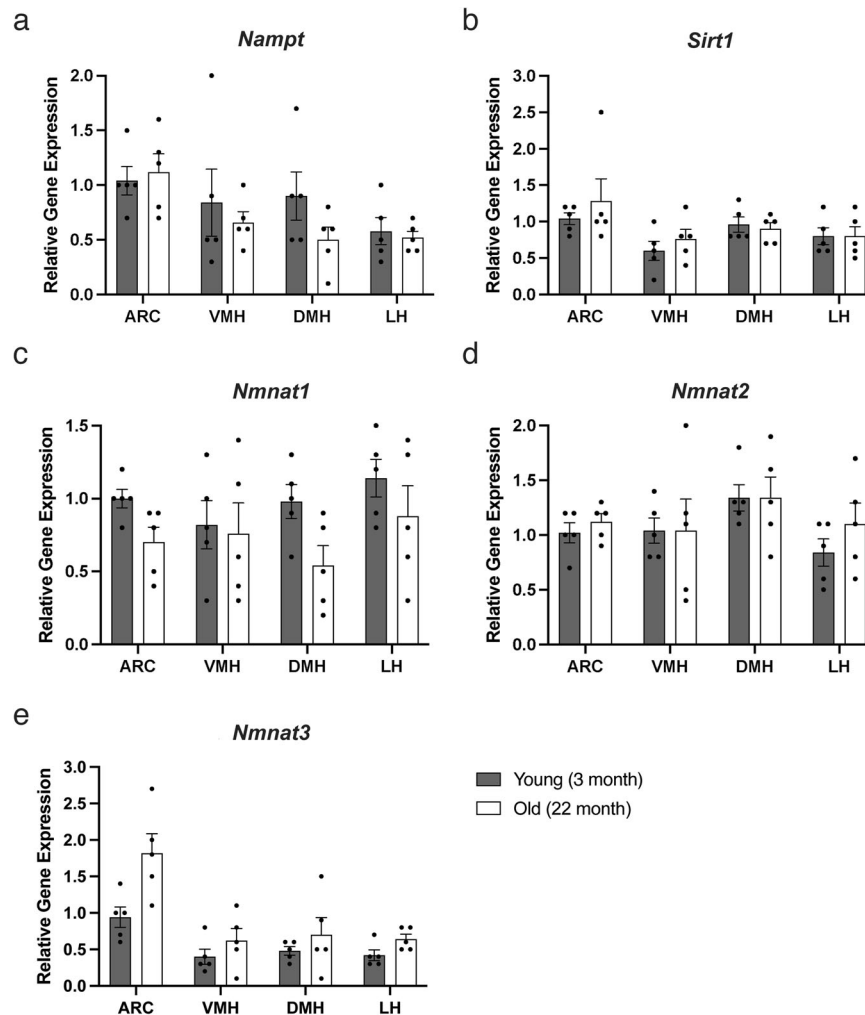 a
Nampt
Relative Gene Expression
2.0
1.5
1.0
0.5
0.0
ARC VMH DMH LH
b
Sirt1
Relative Gene Expression
3.0
2.5
2.0
1.5
1.0
0.5
0.0
ARC VMH DMH LH
c
Nmnat1
Relative Gene Expression
1.5
1.0
0.5
0.0
ARC VMH DMH LH
d
Nmnat2
Relative Gene Expression
2.0
1.5
1.0
0.5
0.0
ARC VMH DMH LH
e
Nmnat3
Relative Gene Expression
3.0
2.5
2.0
1.5
1.0
0.5
0.0
ARC VMH DMH LH
Young (3 month)
Old (22 month)